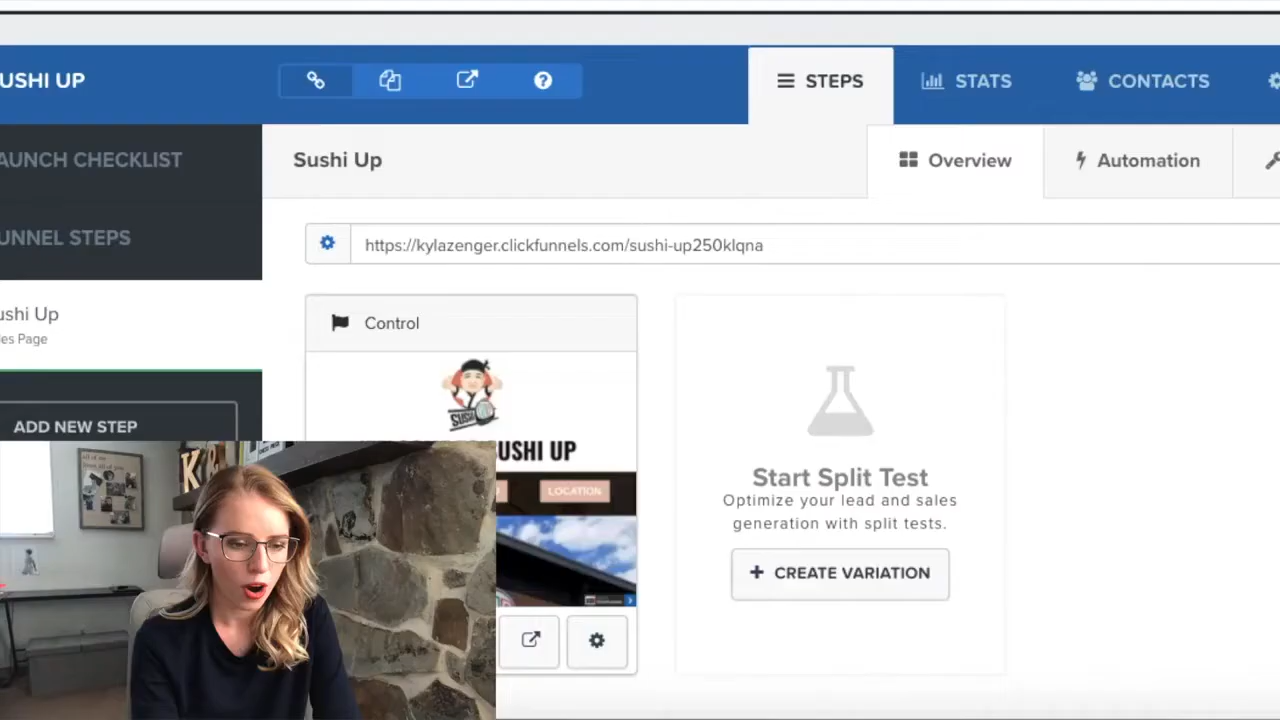 USHI UP
STEPS
STATS
CONTACTS
AUNCH CHECKLIST
Sushi Up
Overview
Automation
UNNEL STEPS
https://kylazenger.clickfunnels.com/sushi-up250klqna
ushi Up
les Page
Control
SUSHI
USHI UP
LOCATION
ADD NEW STEP
Start Split Test
Optimize your lead and sales
generation with split tests.
+ CREATE VARIATION
K